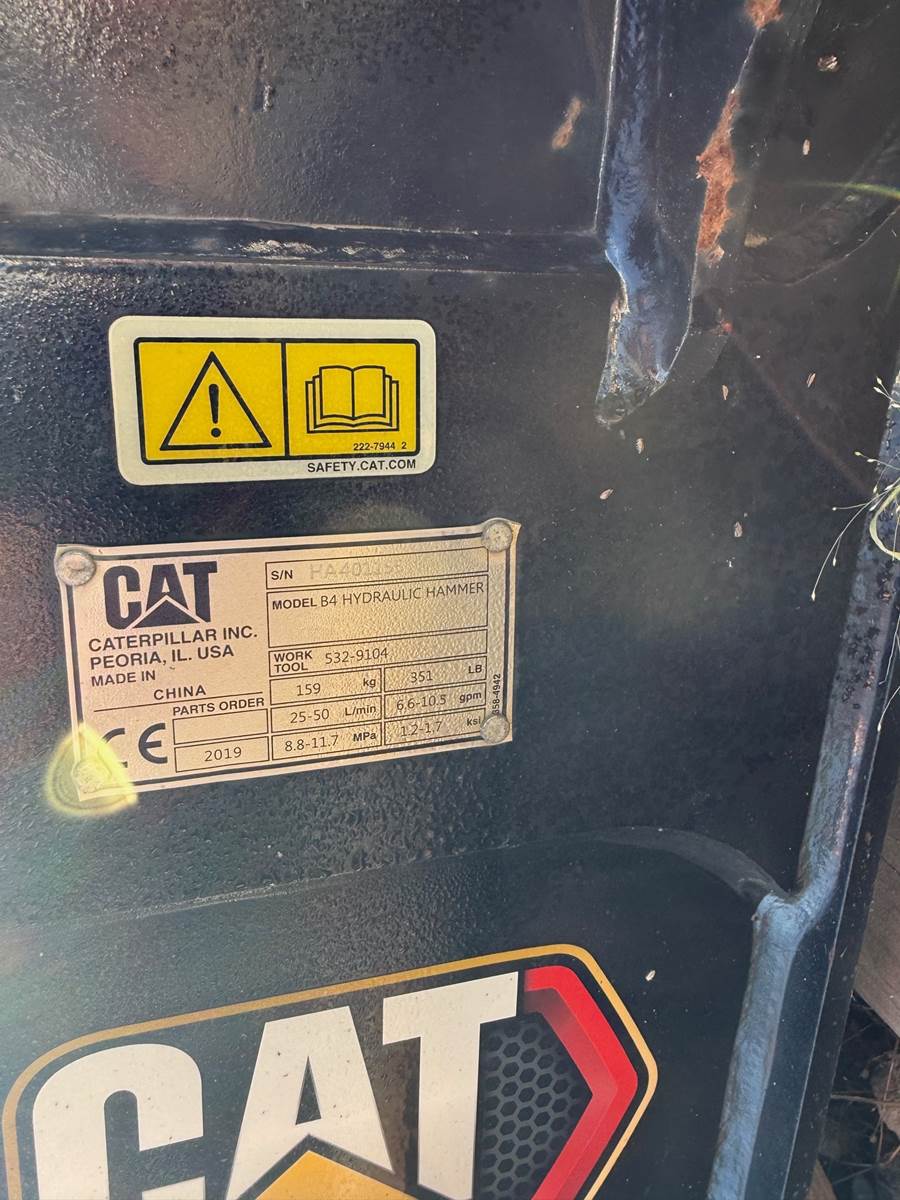 222-7944 2
SAFETY.CAT.COM
CAT
CATERPILLAR INC.
PEORIA, IL. USA
MADE IN
CHINA
S/N
MODEL B4 HYDRAULIC HAMMER
WORK TOOL 532-9104
159 kg 351 LB
PARTS ORDER
25-50 L/min 6.6-10.5 gpm
CE 2019 8.8-11.7 MPa 1.2-1.7 ksi
358-4942
CAT